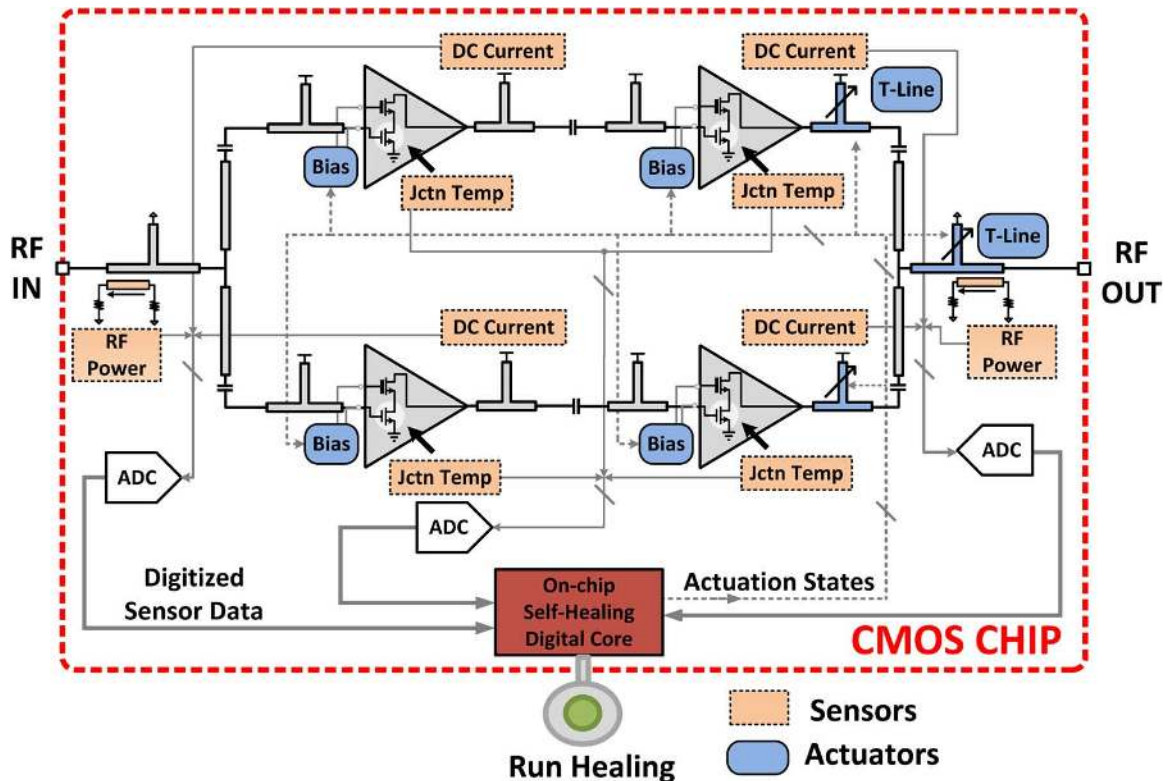 DC Current
DC Current
T-Line
Bias
Bias
Jctn Temp
Jctn Temp
RF
IN
T-Line
RF
OUT
RF
Power
DC Current
DC Current
RF
Power
Bias
Bias
Jctn Temp
Jctn Temp
ADC
ADC
ADC
Digitized
Sensor Data
On-chip
Self-Healing
Digital Core
Actuation States
CMOS CHIP
Run Healing
Sensors
Actuators